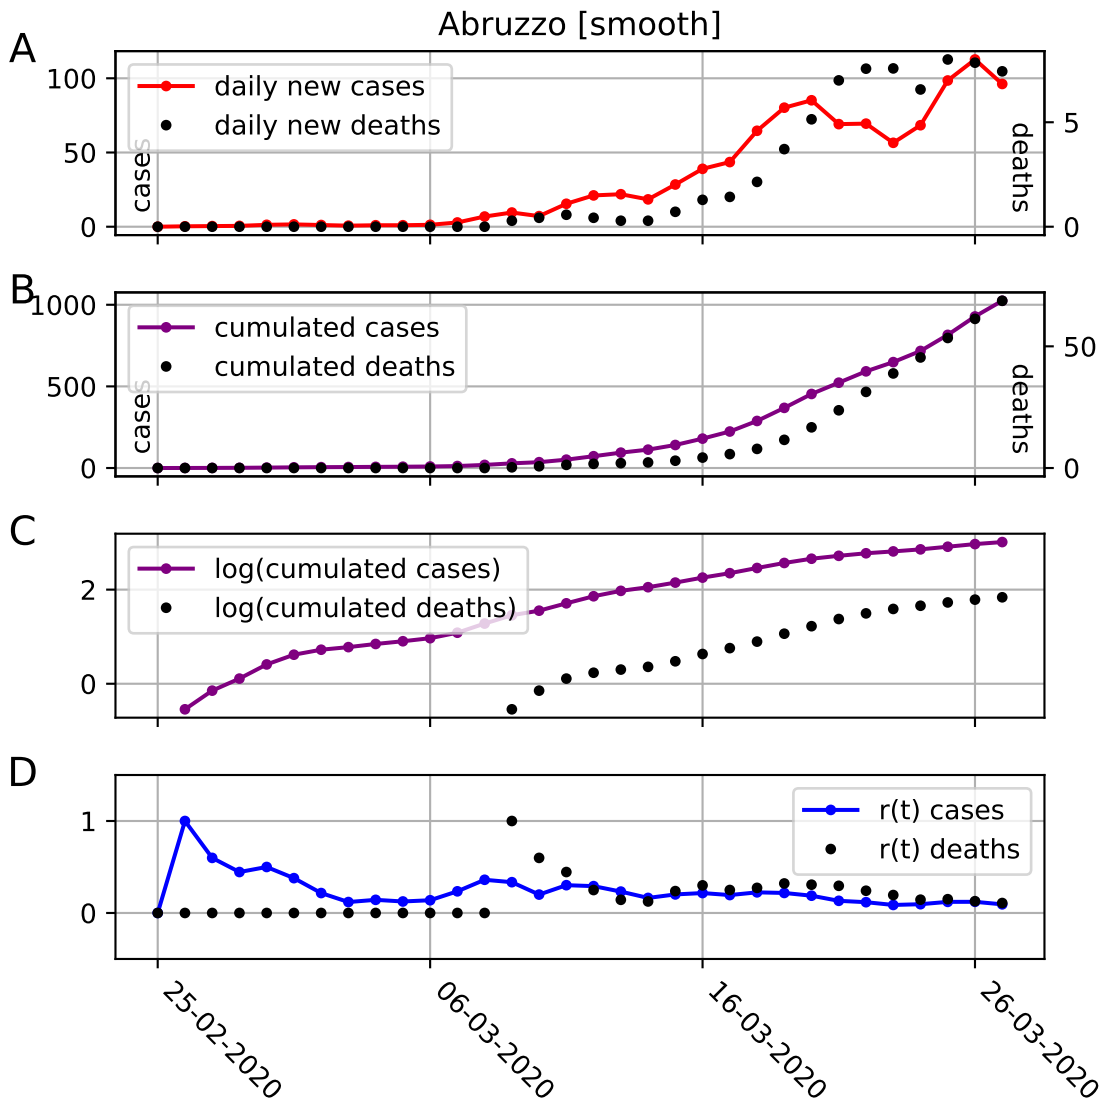 Abruzzo [smooth]
A
100
50
0
cases
daily new cases
daily new deaths
deaths
5
0
B
1000
500
0
cases
cumulated cases
cumulated deaths
deaths
50
0
C
2
0
log(cumulated cases)
log(cumulated deaths)
D
1
0
r(t) cases
r(t) deaths
25-02-2020
06-03-2020
16-03-2020
26-03-2020